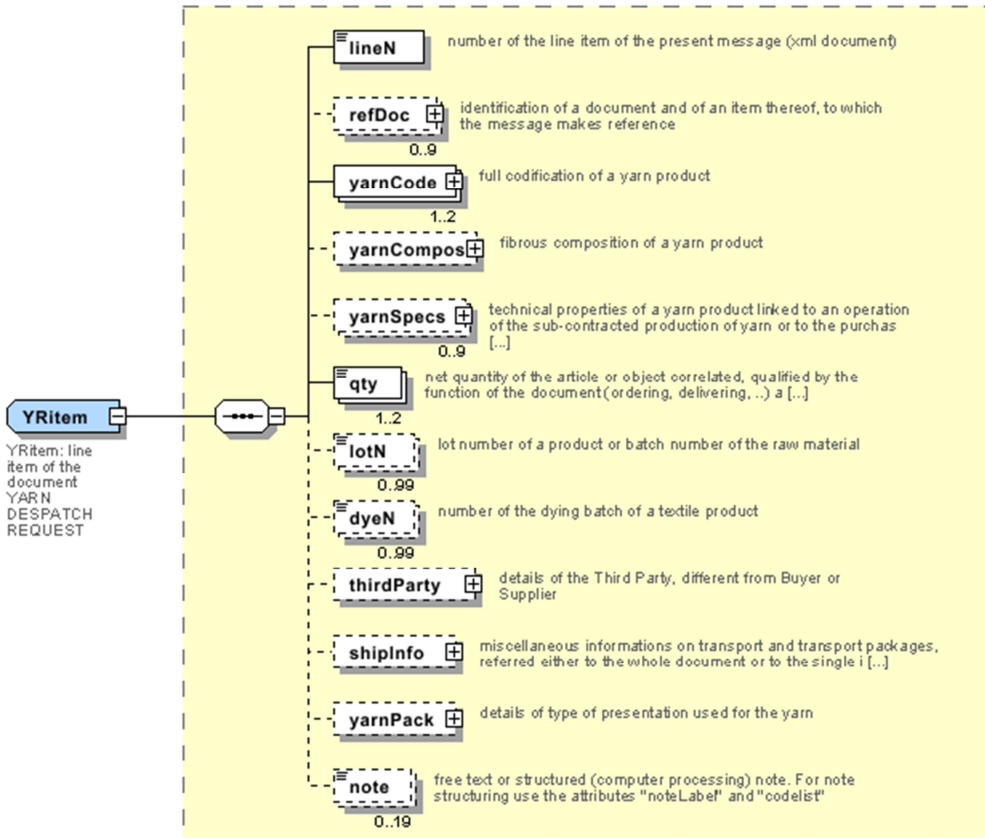 lineN
number of the line item of the present message (xml document)
refDoc
identification of a document and of an item thereof, to which
the message makes reference
0..9
yarnCode
full codification of a yarn product
1..2
yarnCompos
fibrous composition of a yarn product
yarnSpecs
technical properties of a yarn product linked to an operation
of the sub-contracted production of yarn or to the purchas
[...]
0..9
qty
net quantity of the article or object correlated, qualified by the
function of the document (ordering, delivering, ..) a [...]
1..2
YRitem
YRitem: line
item of the
document
YARN
DESPATCH
REQUEST
lotN
lot number of a product or batch number of the raw material
0..99
dyeN
number of the dying batch of a textile product
0..99
thirdParty
details of the Third Party, different from Buyer or
Supplier
shipInfo
miscellaneous informations on transport and transport packages,
referred either to the whole document or to the single i [...]
yarnPack
details of type of presentation used for the yarn
note
free text or structured (computer processing) note. For note
structuring use the attributes "noteLabel" and "codelist"
0..19